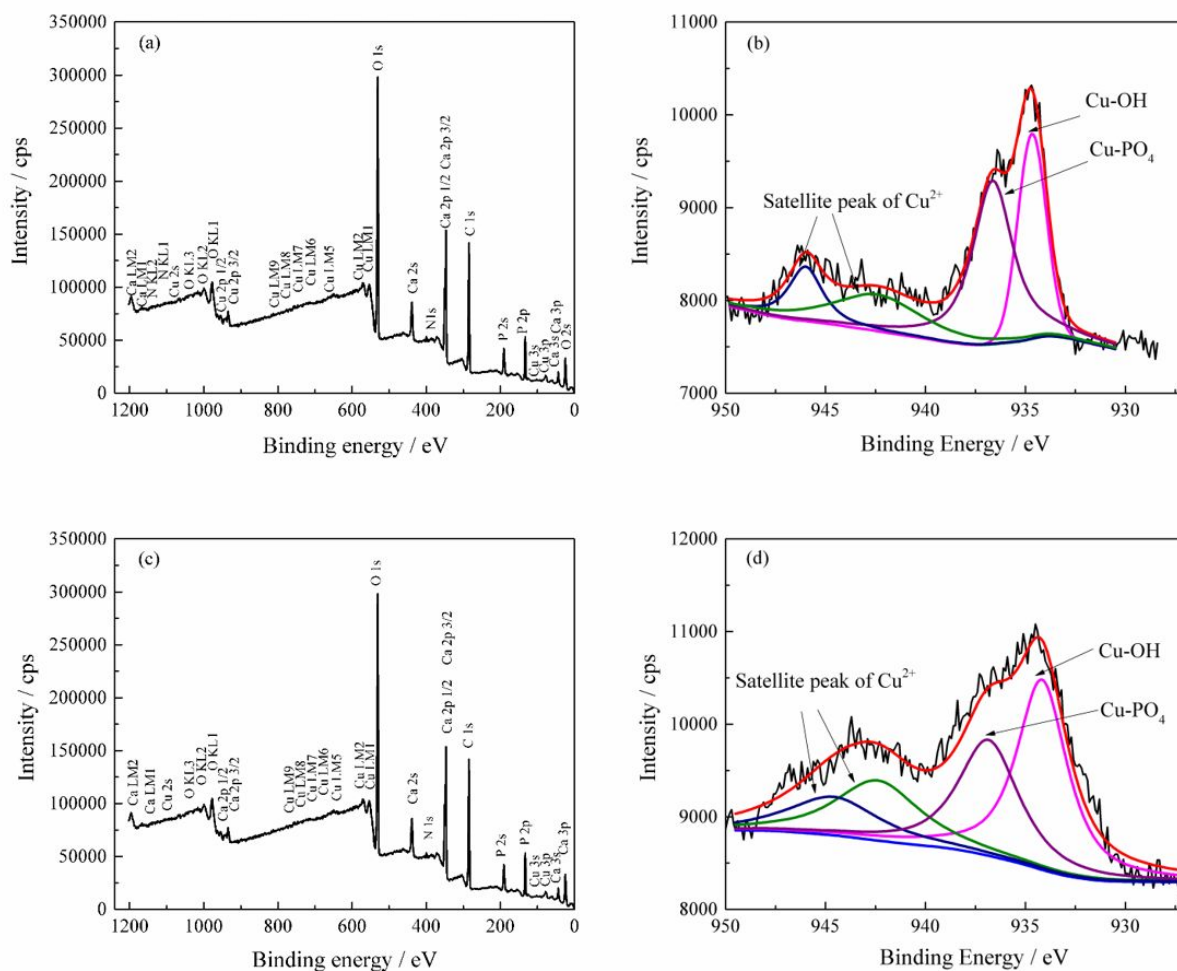 (a)
350000
300000
250000
200000
150000
100000
50000
0
Intensity / cps
Ca LM2
Ca LM1
N KL2
N KL1
Cu 2s
O KL3
O KL2
O KL1
Cu 2p 1/2
Cu 2p 3/2
Cu LM9
Cu LM8
Cu LM7
Cu LM6
Cu LM5
Cu LM2
Cu LM1
O 1s
Ca 2s
N1s
Ca 2p 1/2 Ca 2p 3/2
C 1s
P 2s
P 2p
Cu 3s
Cu 3p
Ca 3s
Ca 3p
O 2s
1200 1000 800 600 400 200 0
Binding energy / eV
(b)
11000
10000
9000
8000
7000
Intensity / cps
Cu-OH
Cu-PO₄
Satellite peak of Cu²⁺
950 945 940 935 930
Binding Energy / eV
(c)
350000
300000
250000
200000
150000
100000
50000
0
Intensity / cps
Ca LM2
Ca LM1
Cu 2s
O KL3
O KL2
O KL1
Ca 2p 1/2
Ca 2p 3/2
Cu LM9
Cu LM8
Cu LM7
Cu LM6
Cu LM5
Cu LM2
Cu LM1
O 1s
Ca 2s
N 1s
Ca 2p 1/2 Ca 2p 3/2
C 1s
P 2s
P 2p
Cu 3s
Cu 3p
Ca 3s
Ca 3p
1200 1000 800 600 400 200 0
Binding energy / eV
(d)
12000
11000
10000
9000
8000
Intensity / cps
Cu-OH
Cu-PO₄
Satellite peak of Cu²⁺
950 945 940 935 930
Binding Energy / eV